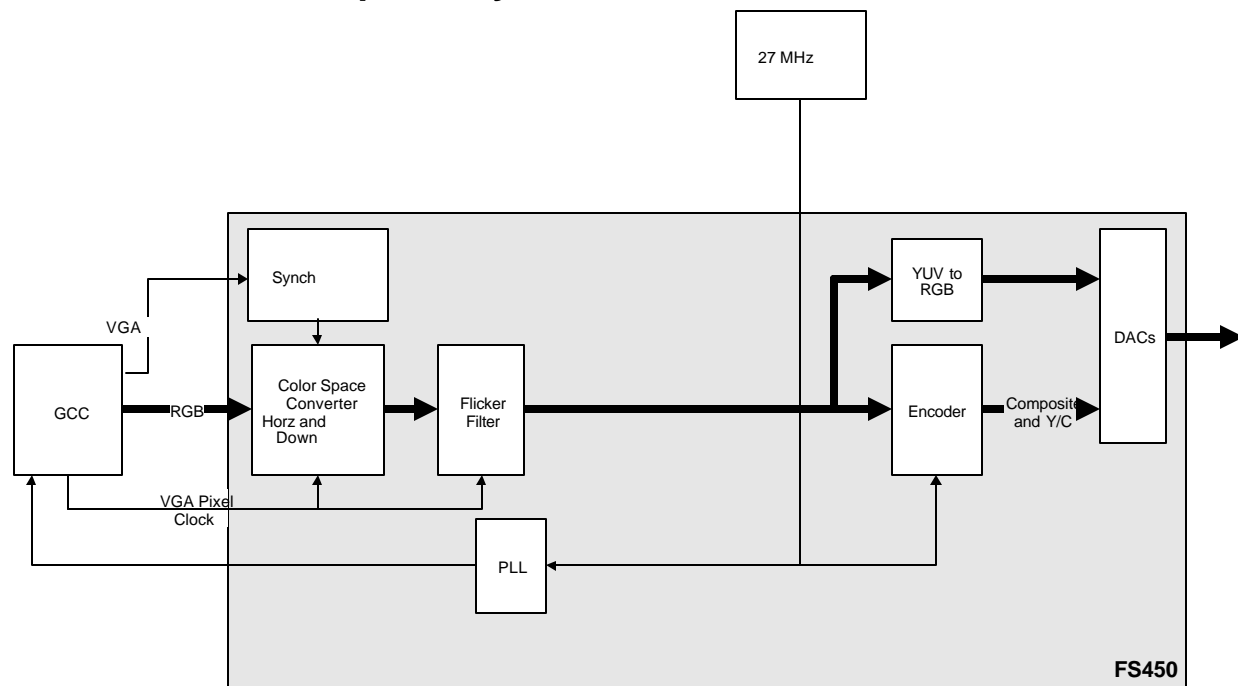 27 MHz
Synch
YUV to
RGB
VGA
DACs
GCC
RGB
Color Space
Converter
Horz and
Down
Flicker
Filter
Encoder
Composite
and Y/C
VGA Pixel
Clock
PLL
FS450